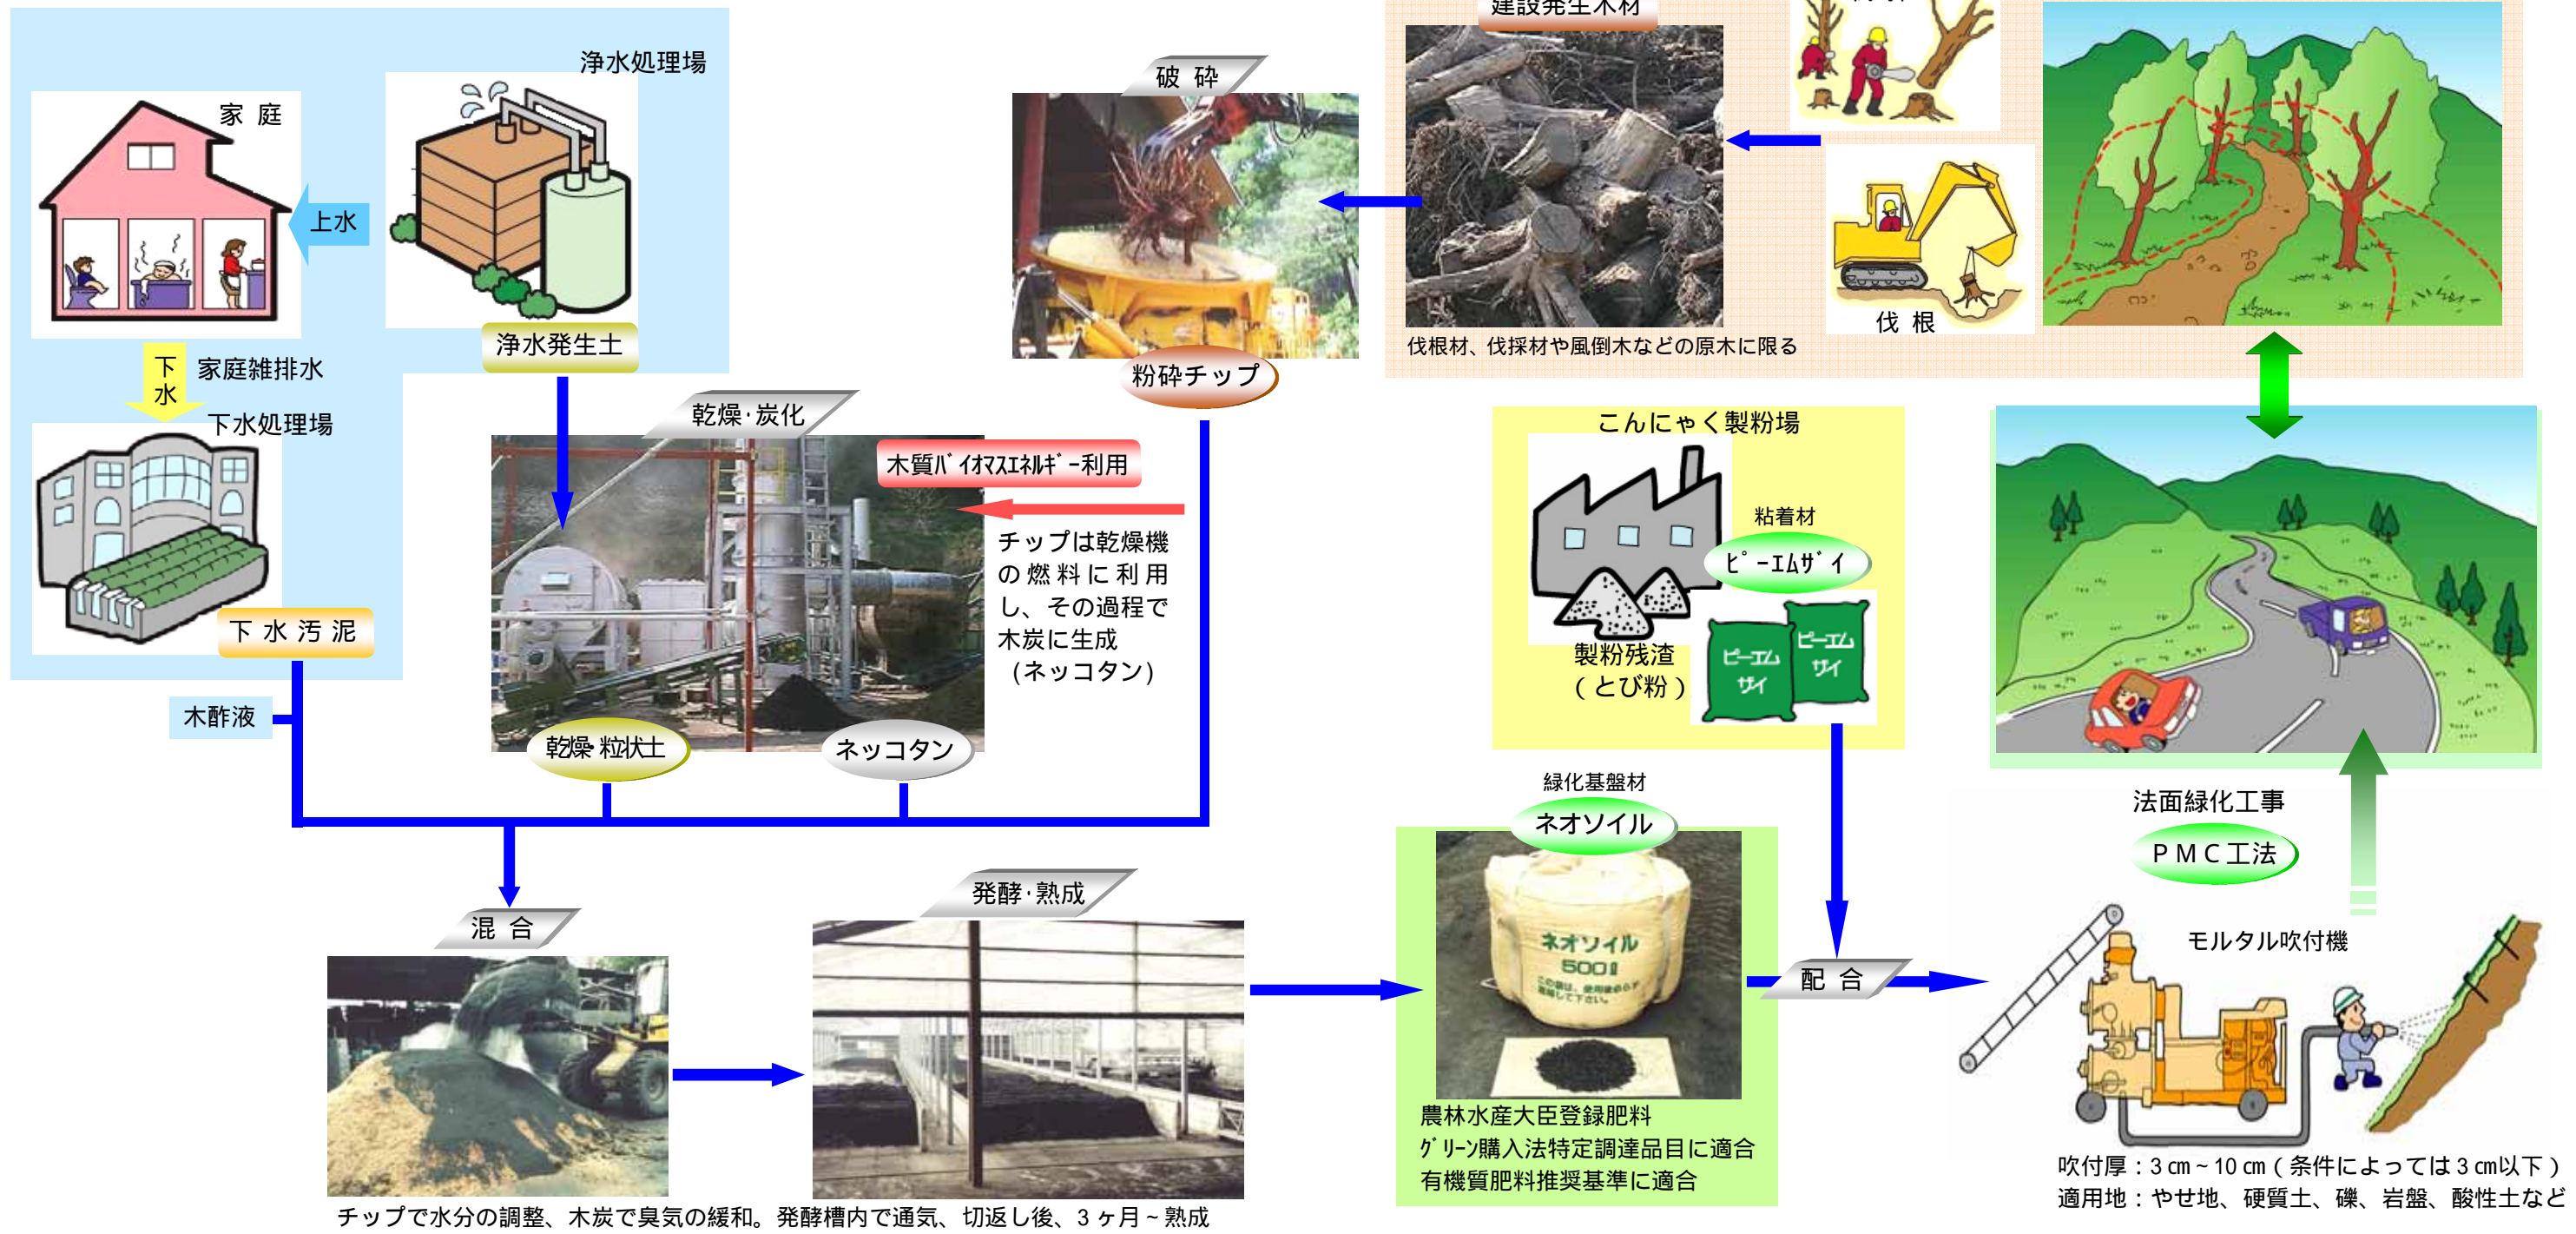 浄水処理場
家 庭
上水
浄水発生土
下
水
家庭雑排水
下水処理場
下 水 汚 泥
木酢液
破 砕
粉砕チップ
建設発生木材
伐根材、伐採材や風倒木などの原木に限る
伐 根
乾燥・炭化
木質バイオマスエネルギー利用
チップは乾燥機
の燃料に利用
し、その過程で
木炭に生成
(ネッコタン)
乾燥・粒状土
ネッコタン
こんにゃく製粉場
粘着材
ピーエムザイ
製粉残渣
(とび粉)
ピーエム
ザイ
ピーエム
ザイ
混 合
発酵・熟成
チップで水分の調整、木炭で臭気の緩和。発酵槽内で通気、切返し後、3ヶ月~熟成
緑化基盤材
ネオソイル
ネオソイル
500ℓ
農林水産大臣登録肥料
グリーン購入法特定調達品目に適合
有機質肥料推奨基準に適合
配 合
法面緑化工事
PMC工法
モルタル吹付機
吹付厚:3㎝~10㎝(条件によっては3㎝以下)
適用地:やせ地、硬質土、礫、岩盤、酸性土など